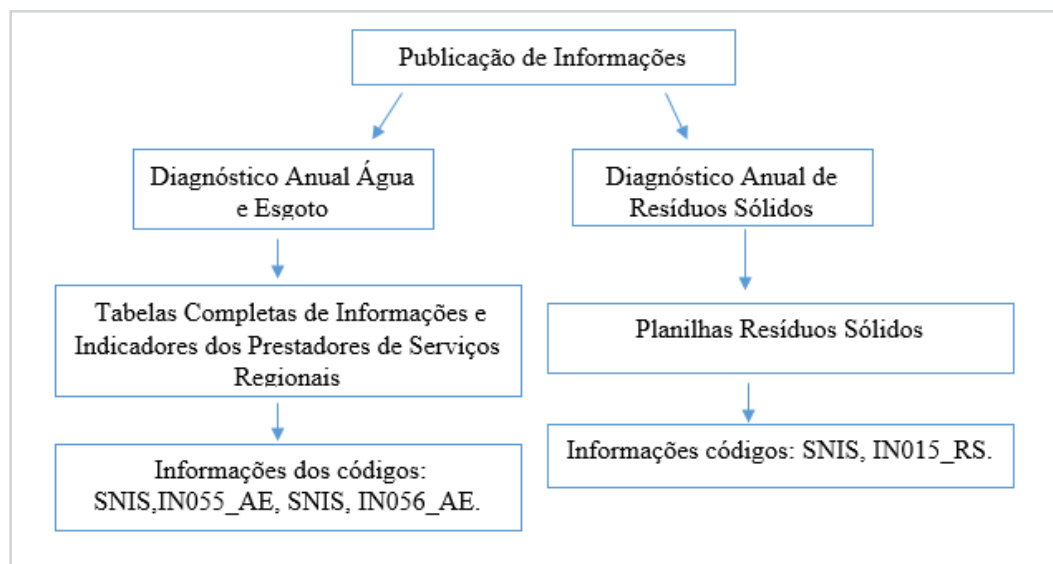 Publicação de Informações
Diagnóstico Anual Água
e Esgoto
Diagnóstico Anual de
Resíduos Sólidos
Tabelas Completas de Informações e
Indicadores dos Prestadores de Serviços
Regionais
Planilhas Resíduos Sólidos
Informações dos códigos:
SNIS,IN055_AE, SNIS, IN056_AE.
Informações códigos: SNIS, IN015_RS.